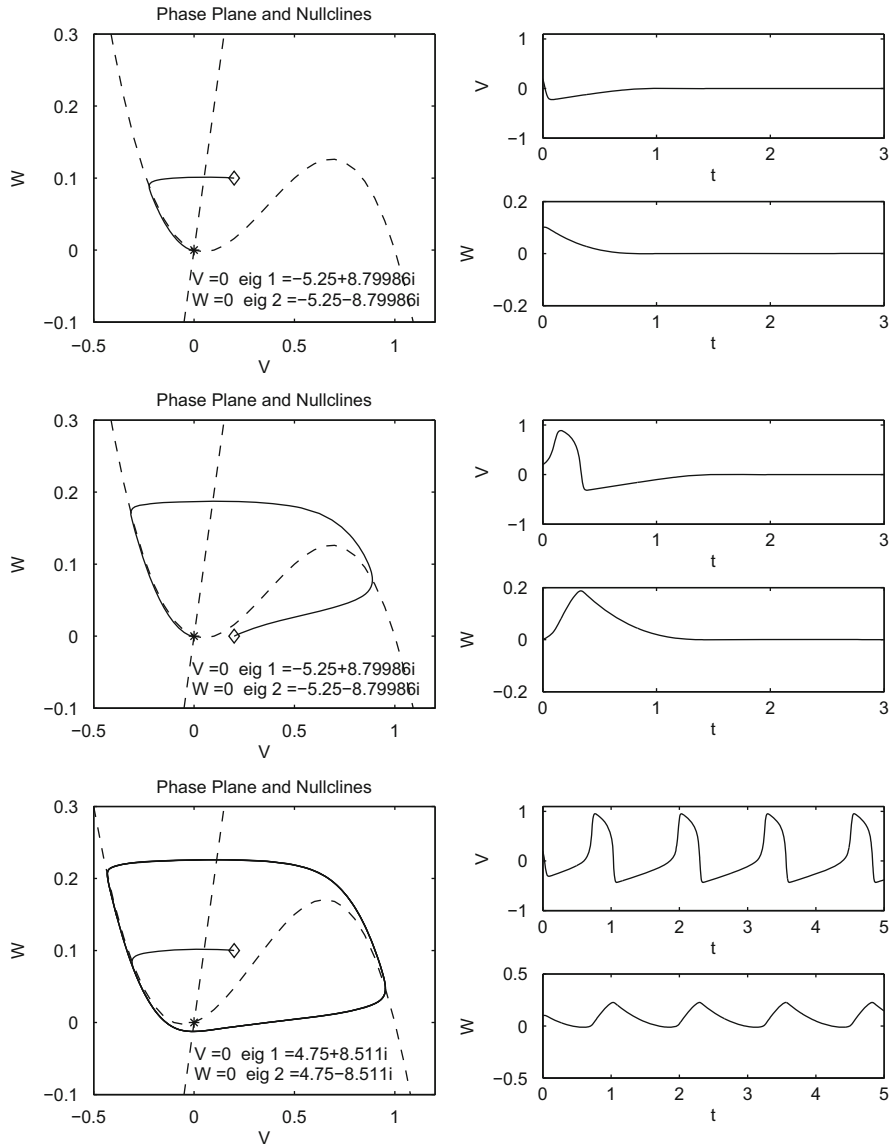 Phase Plane and Nullclines
0.3
0.2
0.1
0
−0.1
W
−0.5
0
0.5
1
V
V =0 eig 1 =−5.25+8.79986i
W =0 eig 2 =−5.25−8.79986i
1
0
−1
V
0
1
2
3
t
0.2
0
−0.2
W
0
1
2
3
t
Phase Plane and Nullclines
0.3
0.2
0.1
0
−0.1
W
−0.5
0
0.5
1
V
V =0 eig 1 =−5.25+8.79986i
W =0 eig 2 =−5.25−8.79986i
1
0
−1
V
0
1
2
3
t
0.2
0
−0.2
W
0
1
2
3
t
Phase Plane and Nullclines
0.3
0.2
0.1
0
−0.1
W
−0.5
0
0.5
1
V
V =0 eig 1 =4.75+8.511i
W =0 eig 2 =4.75−8.511i
1
0
−1
V
0
1
2
3
4
5
t
0.5
0
−0.5
W
0
1
2
3
4
5
t